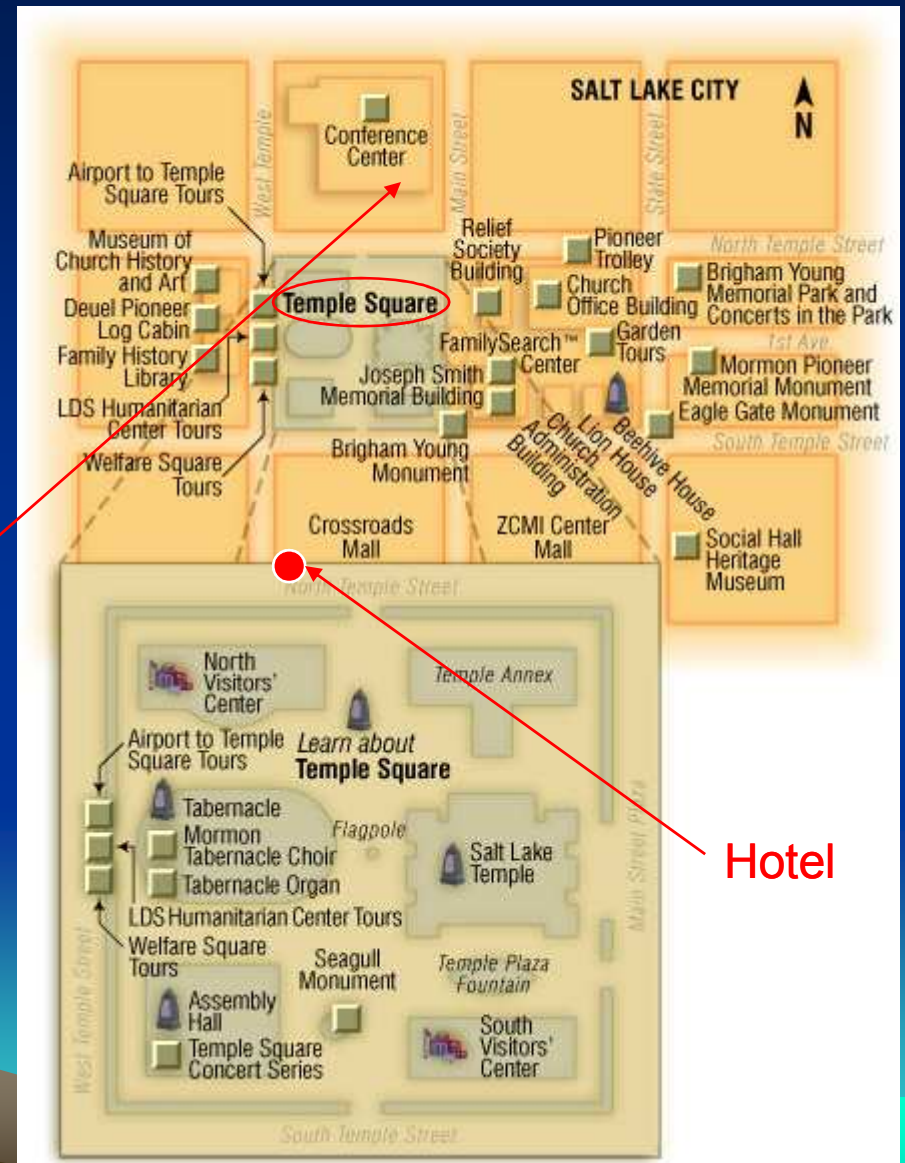 SALT LAKE CITY
N
Conference
Center
West Temple
Main Street
State Street
Airport to Temple
Square Tours
Museum of
Church History
and Art
Deuel Pioneer
Log Cabin
Family History
Library
LDS Humanitarian
Center Tours
Welfare Square
Tours
Temple Square
Relief
Society
Building
Pioneer
Trolley
Church
Office Building
North Temple Street
Brigham Young
Memorial Park and
Concerts in the Park
FamilySearch™
Center
Garden
Tours
1st Ave.
Joseph Smith
Memorial Building
Mormon Pioneer
Memorial Monument
Eagle Gate Monument
South Temple Street
Brigham Young
Monument
Church
Administration
Building
Lion House
Beehive House
Crossroads
Mall
ZCMI Center
Mall
Social Hall
Heritage
Museum
North Temple Street
North
Visitors'
Center
Temple Annex
Learn about
Temple Square
Airport to Temple
Square Tours
Tabernacle
Mormon
Tabernacle Choir
Tabernacle Organ
Flagpole
Salt Lake
Temple
Main Street Plaza
Hotel
LDS Humanitarian Center Tours
Welfare Square
Tours
Seagull
Monument
Temple Plaza
Fountain
West Temple Street
Assembly
Hall
Temple Square
Concert Series
South
Visitors'
Center
South Temple Street